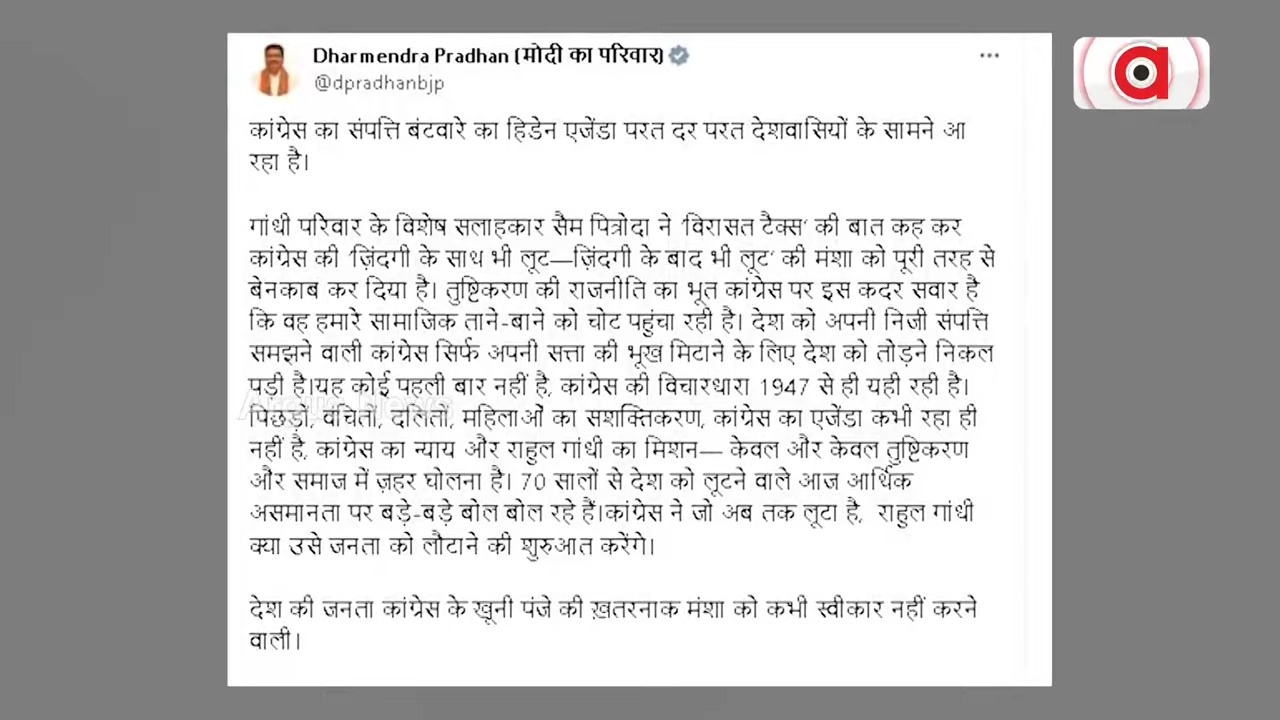 Dharmendra Pradhan (मोदी का परिवार)
@dpradhanbjp
कांग्रेस का संपत्ति बंटवारे का हिडेन एजेंडा परत दर परत देशवासियों के सामने आ
रहा है।
गांधी परिवार के विशेष सलाहकार सैम पित्रोदा ने 'विरासत टैक्स' की बात कह कर
कांग्रेस की 'ज़िंदगी के साथ भी लूट—ज़िंदगी के बाद भी लूट' की मंशा को पूरी तरह से
बेनकाब कर दिया है। तुष्टिकरण की राजनीति का भूत कांग्रेस पर इस कदर सवार है
कि वह हमारे सामाजिक ताने-बाने को चोट पहुंचा रही है। देश को अपनी निजी संपत्ति
समझने वाली कांग्रेस सिर्फ अपनी सत्ता की भूख मिटाने के लिए देश को तोड़ने निकल
पड़ी है।यह कोई पहली बार नहीं है, कांग्रेस की विचारधारा 1947 से ही यही रही है।
पिछड़ों, वंचितों, दलितों, महिलाओं का सशक्तिकरण, कांग्रेस का एजेंडा कभी रहा ही
नहीं है, कांग्रेस का न्याय और राहुल गांधी का मिशन— केवल और केवल तुष्टिकरण
और समाज में ज़हर घोलना है। 70 सालों से देश को लूटने वाले आज आर्थिक
असमानता पर बड़े-बड़े बोल बोल रहे हैं।कांग्रेस ने जो अब तक लूटा है, राहुल गांधी
क्या उसे जनता को लौटाने की शुरुआत करेंगे।
देश की जनता कांग्रेस के खूनी पंजे की ख़तरनाक मंशा को कभी स्वीकार नहीं करने
वाली।
Argus News
a